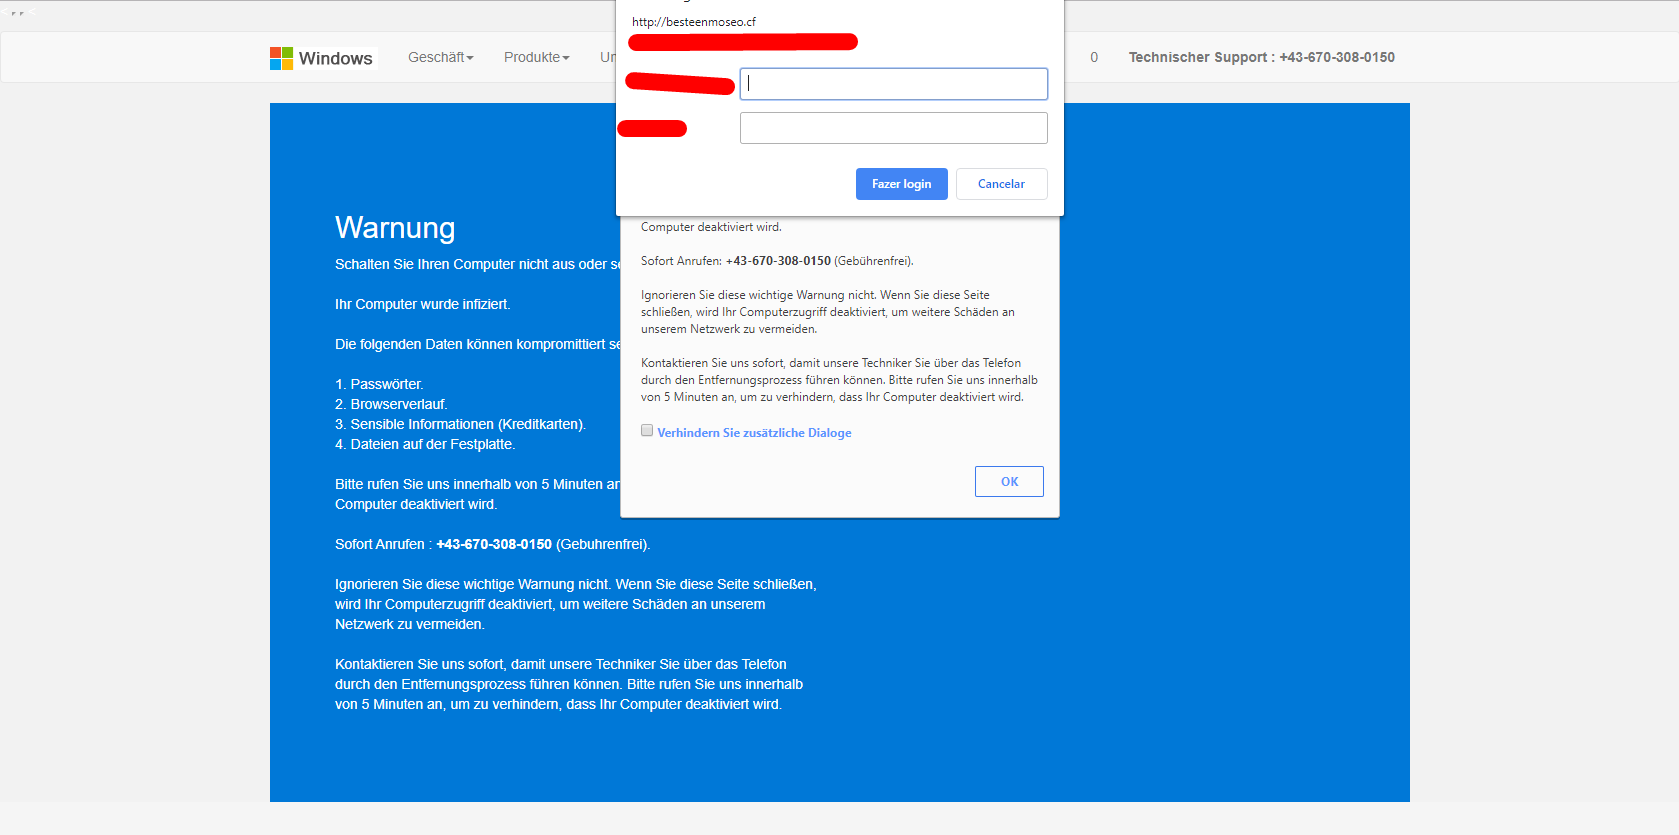 http://besteenmoseo.cf
Windows
Geschäft
Produkte
0
Technischer Support : +43-670-308-0150
Fazer login
Cancelar
Computer deaktiviert wird.
Sofort Anrufen: +43-670-308-0150 (Gebührenfrei).
Ignorieren Sie diese wichtige Warnung nicht. Wenn Sie diese Seite
schließen, wird Ihr Computerzugriff deaktiviert, um weitere Schäden an
unserem Netzwerk zu vermeiden.
Kontaktieren Sie uns sofort, damit unsere Techniker Sie über das Telefon
durch den Entfernungsprozess führen können. Bitte rufen Sie uns innerhalb
von 5 Minuten an, um zu verhindern, dass Ihr Computer deaktiviert wird.
Verhindern Sie zusätzliche Dialoge
OK
Warnung
Schalten Sie Ihren Computer nicht aus oder
Ihr Computer wurde infiziert.
Die folgenden Daten können kompromittiert
1. Passwörter.
2. Browserverlauf.
3. Sensible Informationen (Kreditkarten).
4. Dateien auf der Festplatte.
Bitte rufen Sie uns innerhalb von 5 Minuten an
Computer deaktiviert wird.
Sofort Anrufen : +43-670-308-0150 (Gebuhrenfrei).
Ignorieren Sie diese wichtige Warnung nicht. Wenn Sie diese Seite schließen,
wird Ihr Computerzugriff deaktiviert, um weitere Schäden an unserem
Netzwerk zu vermeiden.
Kontaktieren Sie uns sofort, damit unsere Techniker Sie über das Telefon
durch den Entfernungsprozess führen können. Bitte rufen Sie uns innerhalb
von 5 Minuten an, um zu verhindern, dass Ihr Computer deaktiviert wird.